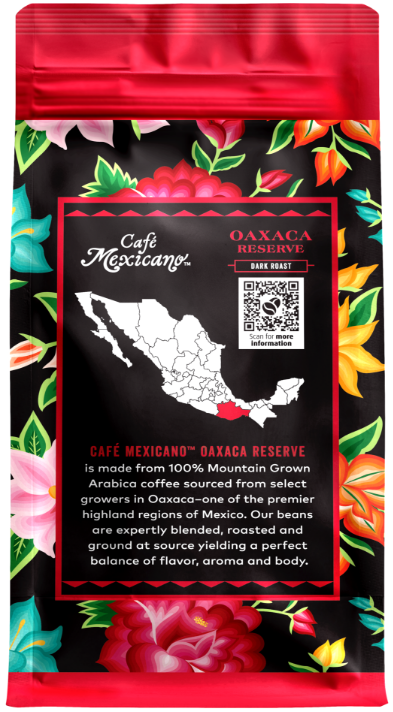 Café
Mexicano™
OAXACA
RESERVE
DARK ROAST
Scan for more
information
CAFÉ MEXICANO™ OAXACA RESERVE
is made from 100% Mountain Grown
Arabica coffee sourced from select
growers in Oaxaca–one of the premier
highland regions of Mexico. Our beans
are expertly blended, roasted and
ground at source yielding a perfect
balance of flavor, aroma and body.